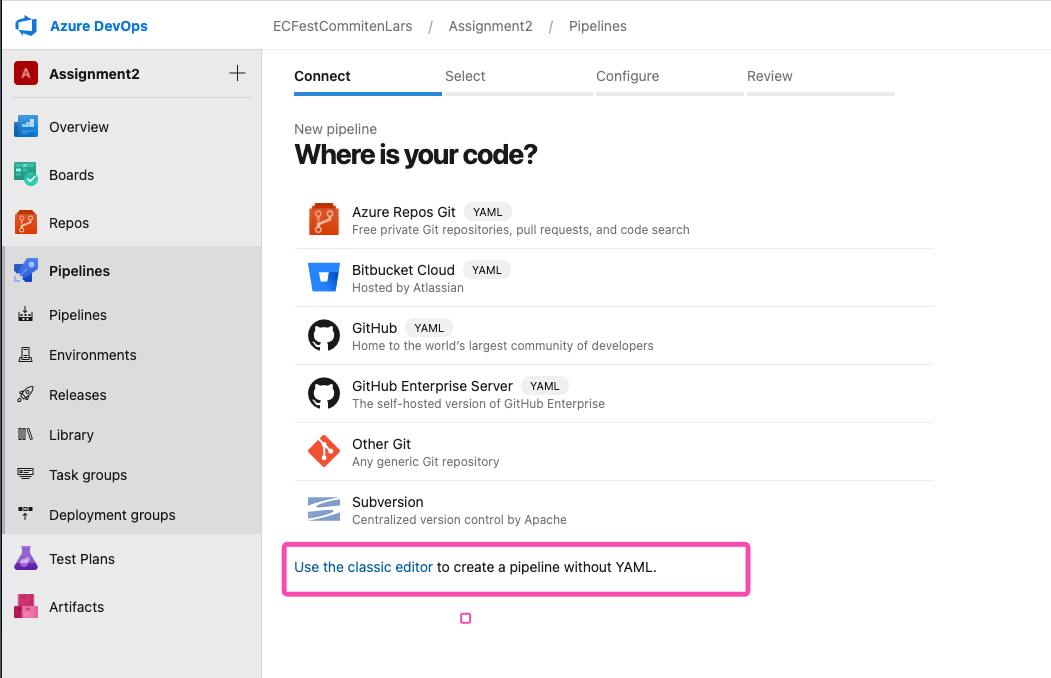 Azure DevOps
ECFestCommitenLars / Assignment2 / Pipelines
A Assignment2
Overview
Boards
Repos
Pipelines
Pipelines
Environments
Releases
Library
Task groups
Deployment groups
Test Plans
Artifacts
Connect Select Configure Review
New pipeline
Where is your code?
Azure Repos Git YAML
Free private Git repositories, pull requests, and code search
Bitbucket Cloud YAML
Hosted by Atlassian
GitHub YAML
Home to the world's largest community of developers
GitHub Enterprise Server YAML
The self-hosted version of GitHub Enterprise
Other Git
Any generic Git repository
Subversion
Centralized version control by Apache
Use the classic editor to create a pipeline without YAML.